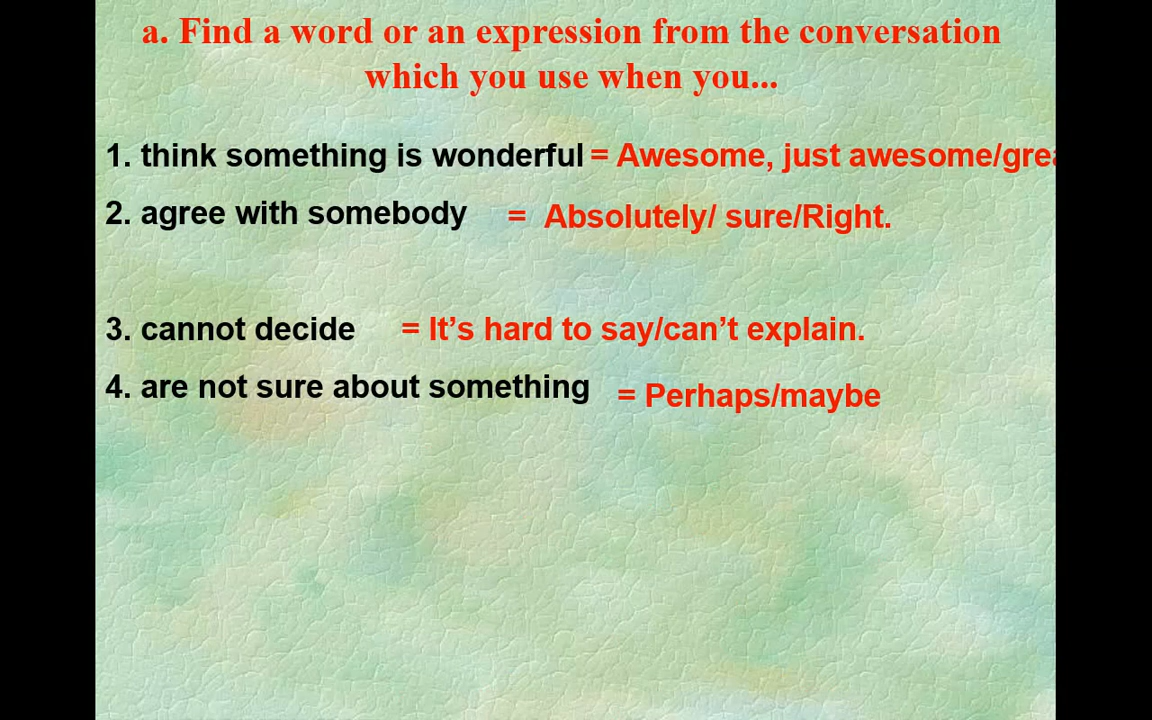 a. Find a word or an expression from the conversation
which you use when you...
1. think something is wonderful = Awesome, just awesome/grea
2. agree with somebody = Absolutely/ sure/Right.
3. cannot decide = It’s hard to say/can’t explain.
4. are not sure about something = Perhaps/maybe